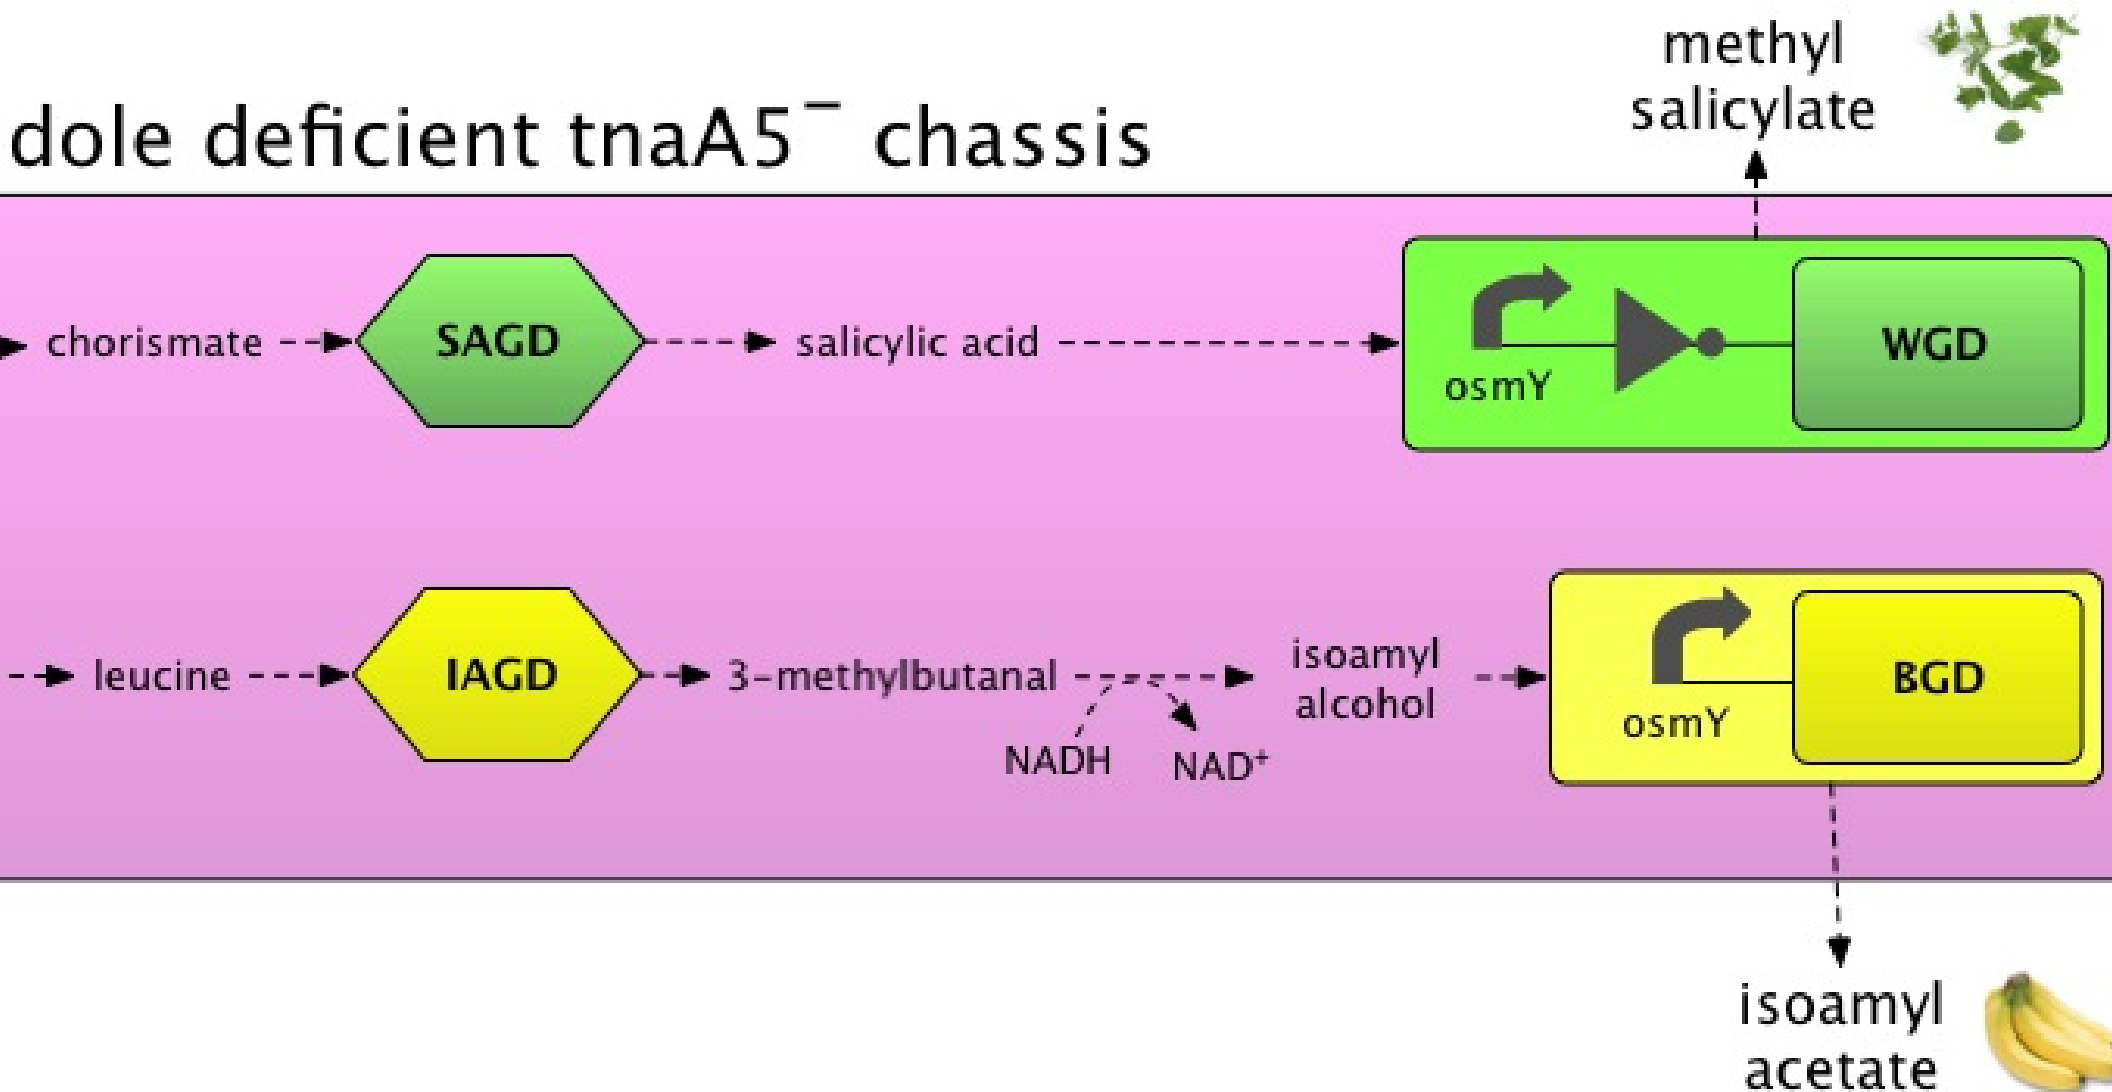 methyl
salicylate
dole deficient tnaA5⁻ chassis
chorismate
SAGD
salicylic acid
osmY
WGD
leucine
IAGD
3-methylbutanal
isoamyl
alcohol
NADH
NAD⁺
osmY
BGD
isoamyl
acetate